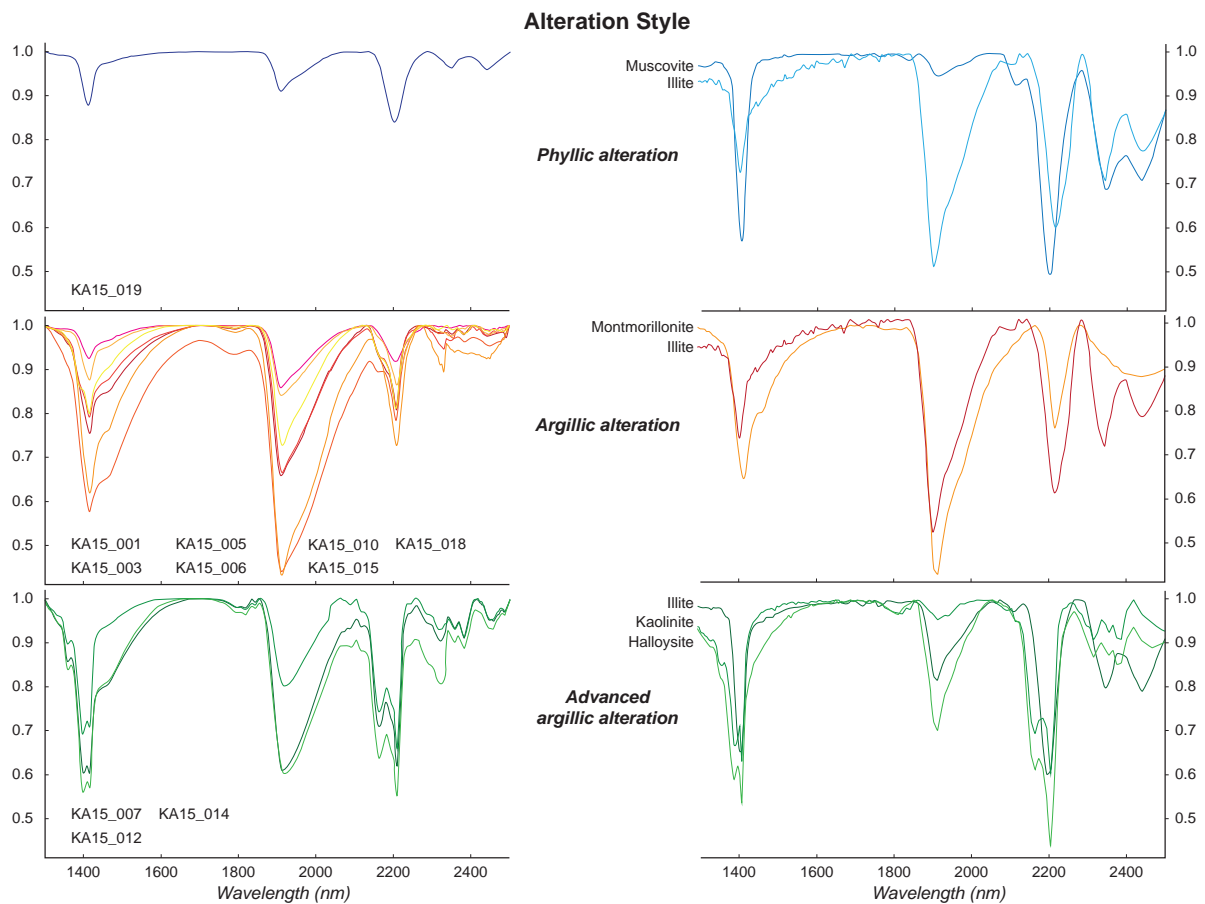 Alteration Style
1.0
0.9
0.8
0.7
0.6
0.5
KA15_019
Phyllic alteration
Muscovite
Illite
1.0
0.9
0.8
0.7
0.6
0.5
1.0
0.9
0.8
0.7
0.6
0.5
KA15_001 KA15_005 KA15_010 KA15_018
KA15_003 KA15_006 KA15_015
Argillic alteration
Montmorillonite
Illite
1.0
0.9
0.8
0.7
0.6
0.5
1.0
0.9
0.8
0.7
0.6
0.5
KA15_007 KA15_014
KA15_012
Advanced
argillic alteration
Illite
Kaolinite
Halloysite
1.0
0.9
0.8
0.7
0.6
0.5
1400 1600 1800 2000 2200 2400
Wavelength (nm)
1400 1600 1800 2000 2200 2400
Wavelength (nm)